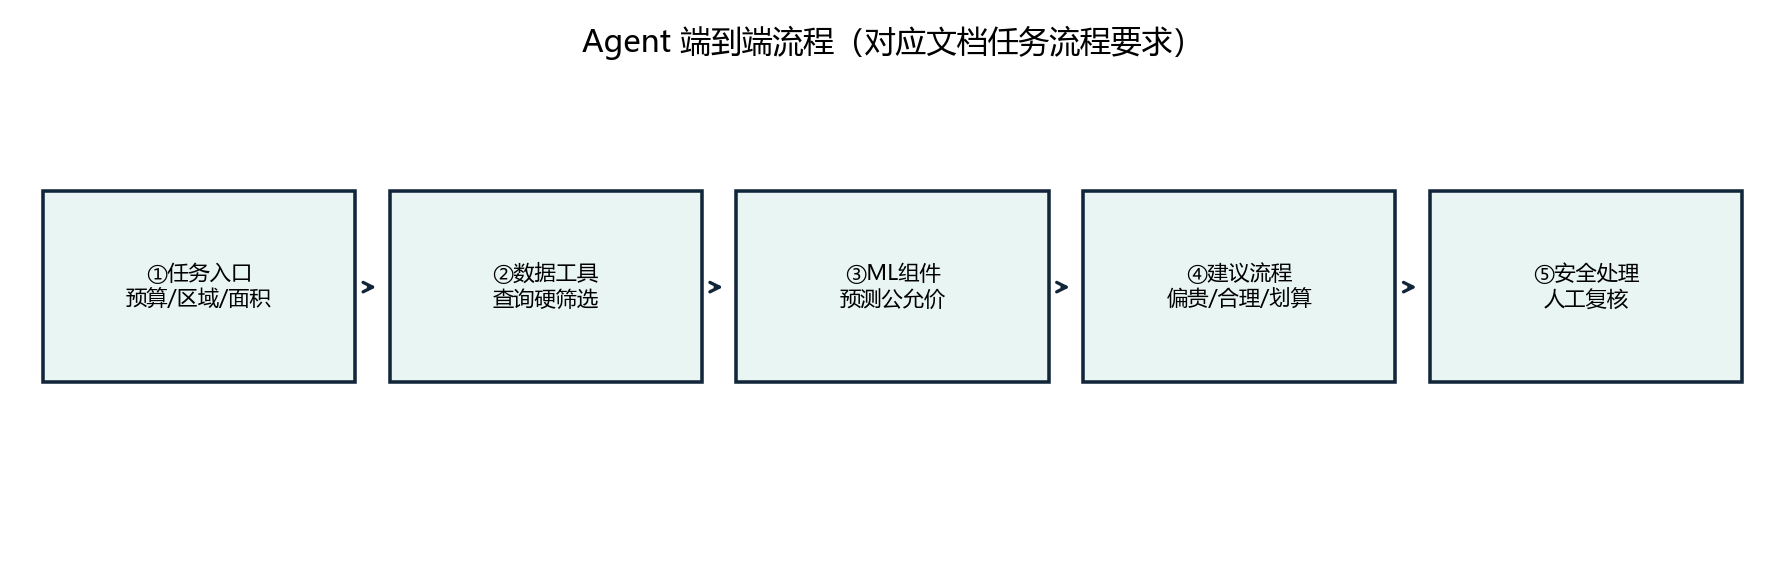 Agent 端到端流程（对应文档任务流程要求）
①任务入口
预算/区域/面积
②数据工具
查询硬筛选
③ML组件
预测公允价
④建议流程
偏贵/合理/划算
⑤安全处理
人工复核